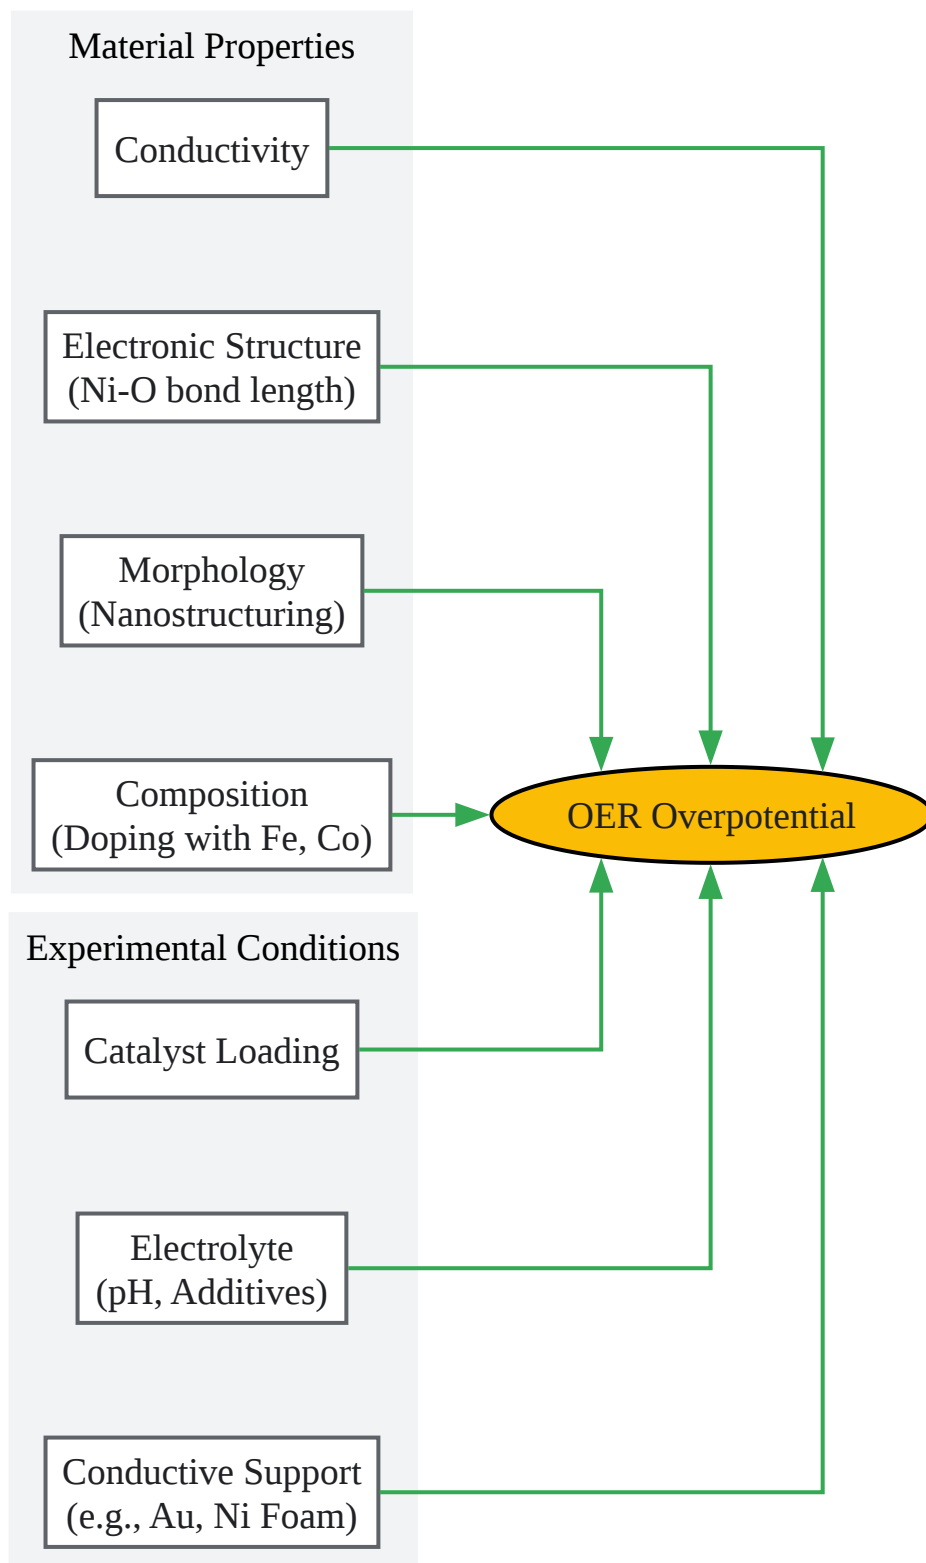 Material Properties
Conductivity
Electronic Structure
(Ni-O bond length)
Morphology
(Nanostructuring)
Composition
(Doping with Fe, Co)
OER Overpotential
Experimental Conditions
Catalyst Loading
Electrolyte
(pH, Additives)
Conductive Support
(e.g., Au, Ni Foam)